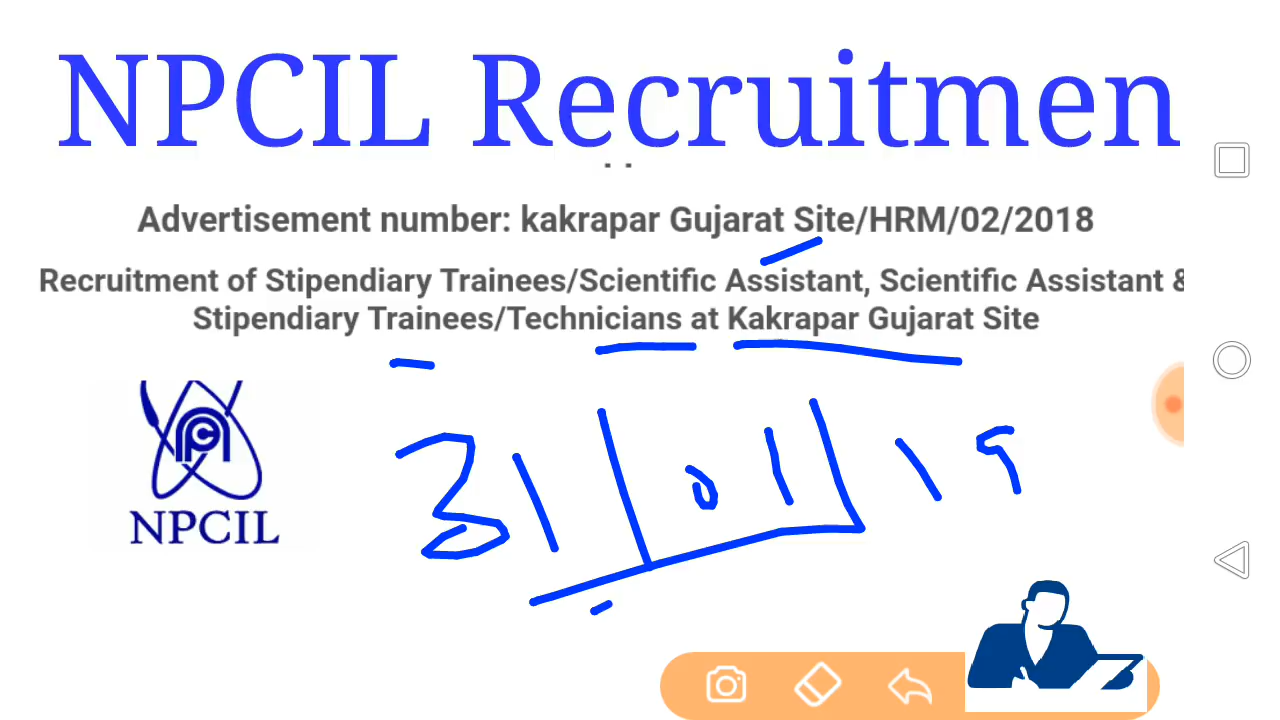 NPCIL Recruitmen
Advertisement number: kakrapar Gujarat Site/HRM/02/2018
Recruitment of Stipendiary Trainees/Scientific Assistant, Scientific Assistant &
Stipendiary Trainees/Technicians at Kakrapar Gujarat Site
31/01/19
NPCIL